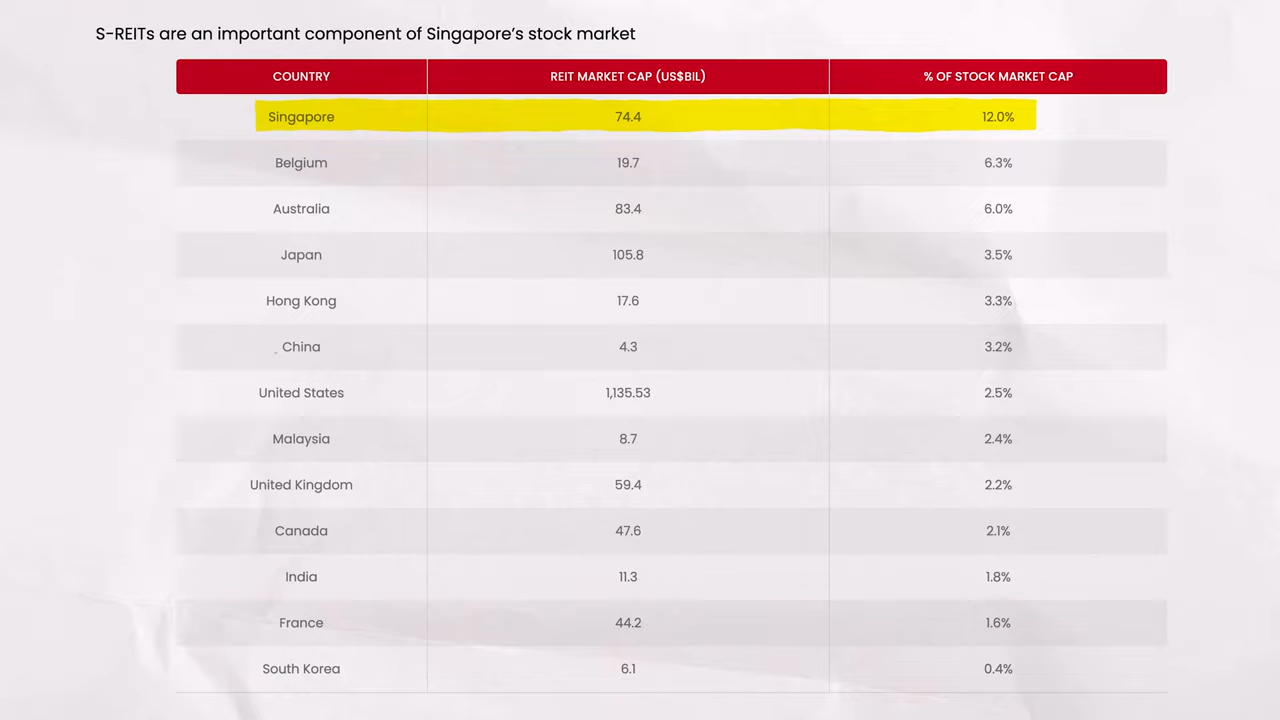 S-REITs are an important component of Singapore's stock market
COUNTRY REIT MARKET CAP (US$BIL) % OF STOCK MARKET CAP
Singapore 74.4 12.0%
Belgium 19.7 6.3%
Australia 83.4 6.0%
Japan 105.8 3.5%
Hong Kong 17.6 3.3%
China 4.3 3.2%
United States 1,135.53 2.5%
Malaysia 8.7 2.4%
United Kingdom 59.4 2.2%
Canada 47.6 2.1%
India 11.3 1.8%
France 44.2 1.6%
South Korea 6.1 0.4%